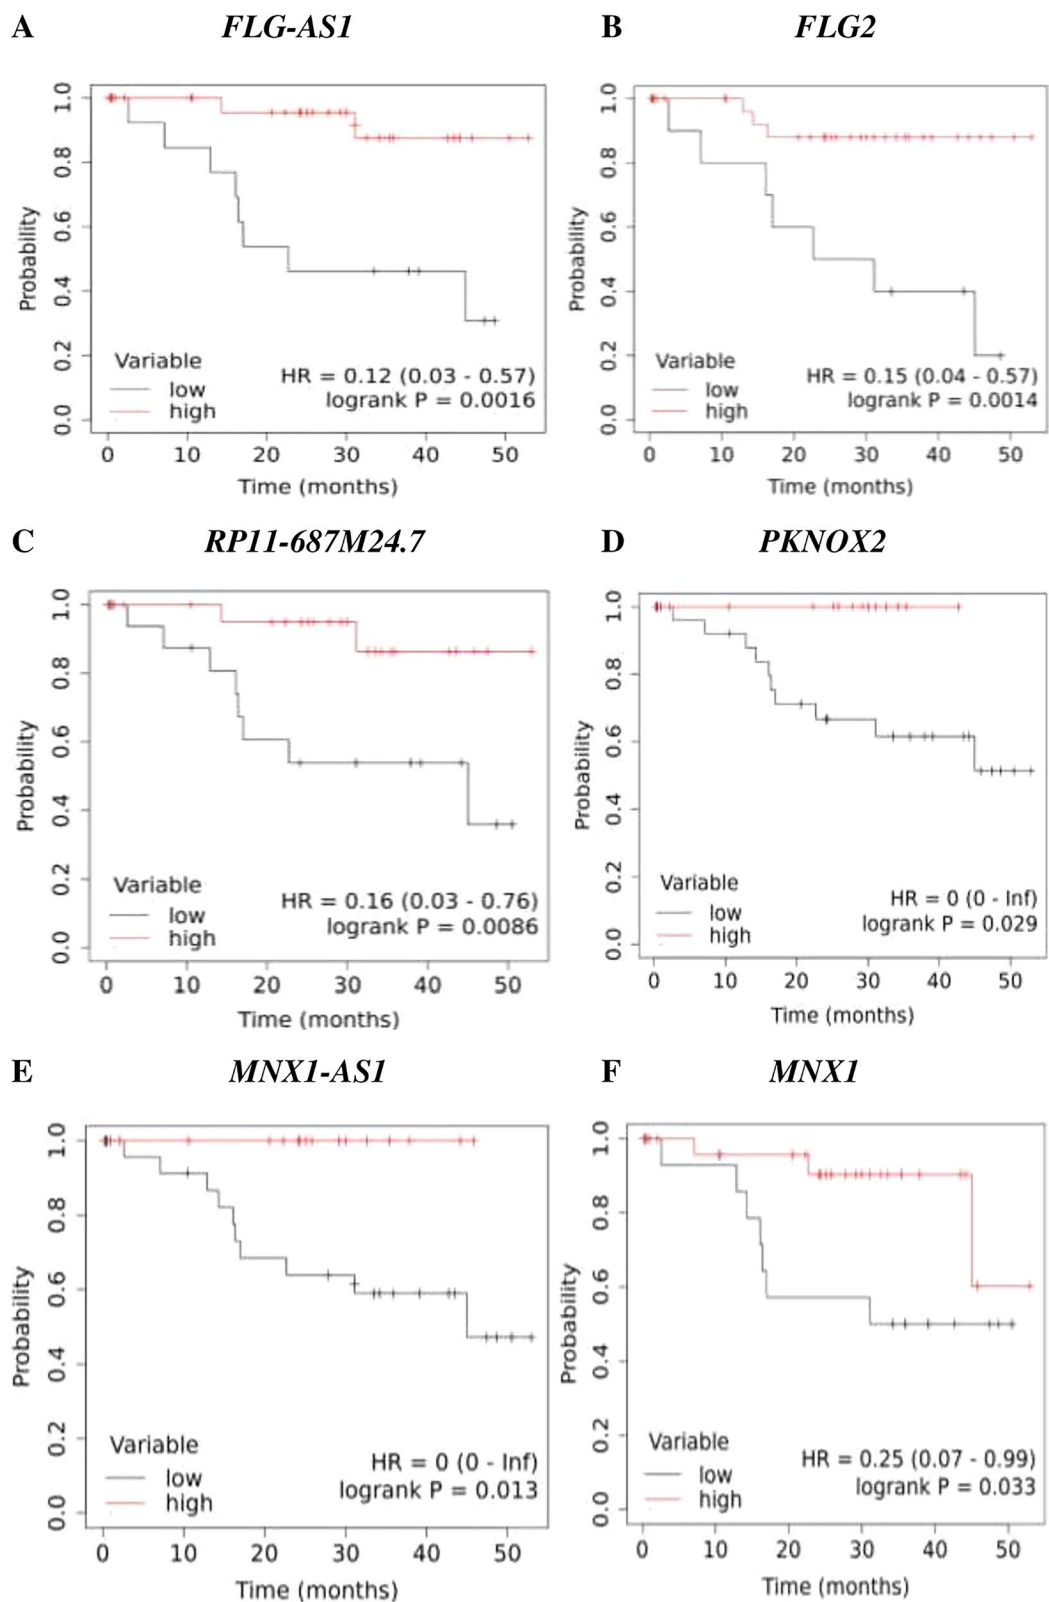 A FLG-AS1
Probability
0.0 0.2 0.4 0.6 0.8 1.0
Variable
low
high
HR = 0.12 (0.03 - 0.57)
logrank P = 0.0016
0 10 20 30 40 50
Time (months)
B FLG2
Probability
0.0 0.2 0.4 0.6 0.8 1.0
Variable
low
high
HR = 0.15 (0.04 - 0.57)
logrank P = 0.0014
0 10 20 30 40 50
Time (months)
C RP11-687M24.7
Probability
0.0 0.2 0.4 0.6 0.8 1.0
Variable
low
high
HR = 0.16 (0.03 - 0.76)
logrank P = 0.0086
0 10 20 30 40 50
Time (months)
D PKNOX2
Probability
0.0 0.2 0.4 0.6 0.8 1.0
Variable
low
high
HR = 0 (0 - Inf)
logrank P = 0.029
0 10 20 30 40 50
Time (months)
E MNX1-AS1
Probability
0.0 0.2 0.4 0.6 0.8 1.0
Variable
low
high
HR = 0 (0 - Inf)
logrank P = 0.013
0 10 20 30 40 50
Time (months)
F MNX1
Probability
0.0 0.2 0.4 0.6 0.8 1.0
Variable
low
high
HR = 0.25 (0.07 - 0.99)
logrank P = 0.033
0 10 20 30 40 50
Time (months)